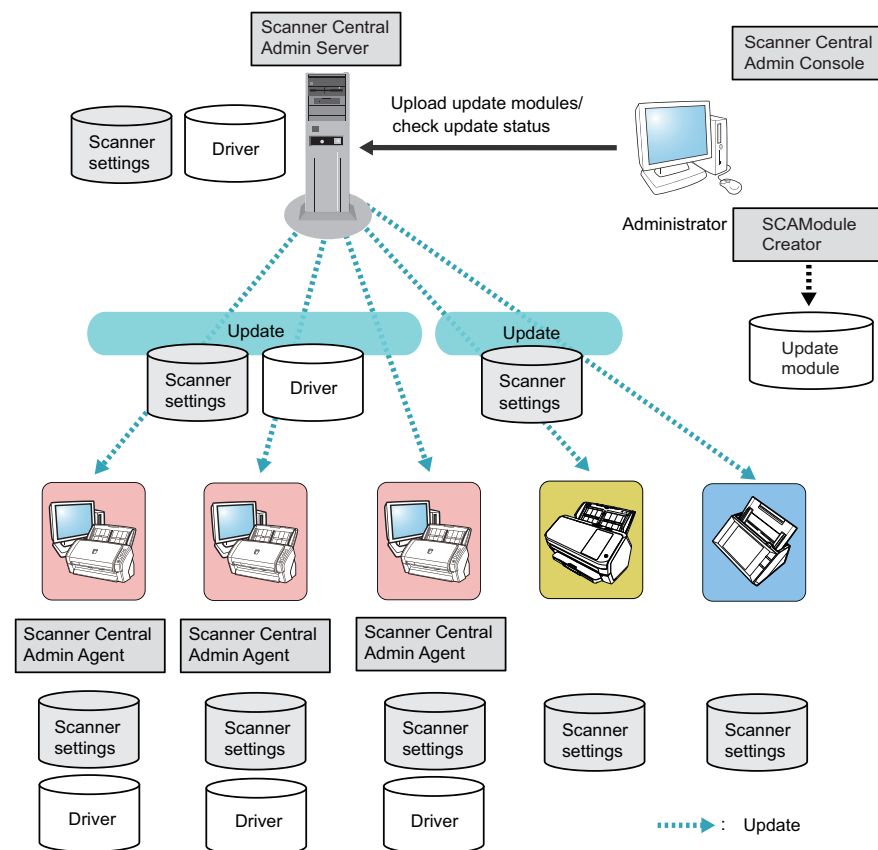 Scanner Central
Admin Server
Scanner Central
Admin Console
Upload update modules/
check update status
Scanner
settings
Driver
Administrator
SCAModule
Creator
Update
Update
Update
module
Scanner
settings
Driver
Scanner
settings
Scanner Central
Admin Agent
Scanner Central
Admin Agent
Scanner Central
Admin Agent
Scanner
settings
Scanner
settings
Scanner
settings
Scanner
settings
Scanner
settings
Driver
Driver
Driver
: Update